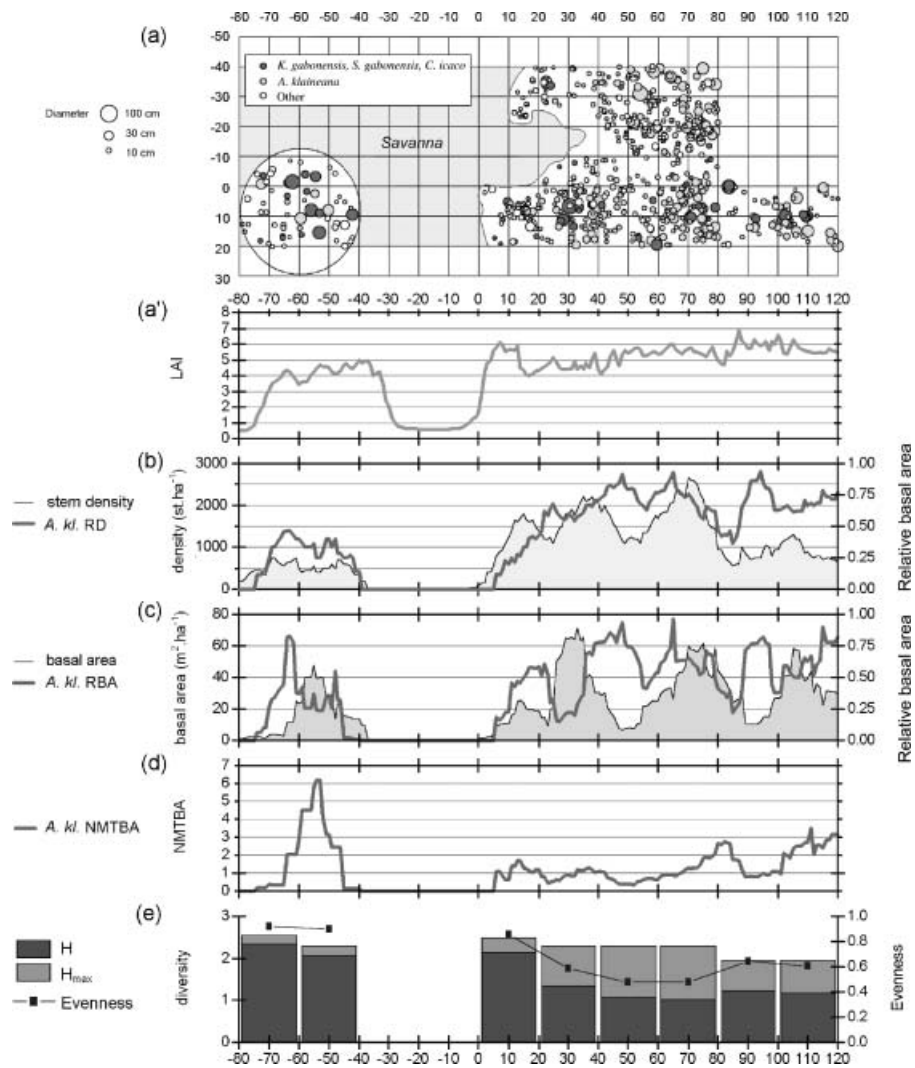 -80 -70 -60 -50 -40 -30 -20 -10 0 10 20 30 40 50 60 70 80 90 100 110 120
(a)
-50
-40
-30
-20
-10
0
10
20
30
K. gabonensis, S. gabonensis, C. icaco
A. klaineana
Other
Diameter
100 cm
30 cm
10 cm
Savanna
-80 -70 -60 -50 -40 -30 -20 -10 0 10 20 30 40 50 60 70 80 90 100 110 120
(a')
LAI
8
7
6
5
4
3
2
1
0
(b)
stem density
A. kl. RD
density (st.ha⁻¹)
3000
2000
1000
0
1.00
0.75
0.50
0.25
0.00
Relative basal area
(c)
basal area
A. kl. RBA
basal area (m².ha⁻¹)
80
60
40
20
0
1.00
0.75
0.50
0.25
0.00
Relative basal area
(d)
A. kl. NMTBA
NMTBA
7
6
5
4
3
2
1
0
(e)
H
Hmax
Evenness
diversity
3
2
1
0
1.0
0.8
0.6
0.4
0.2
0.0
Evenness
-80 -70 -60 -50 -40 -30 -20 -10 0 10 20 30 40 50 60 70 80 90 100 110 120